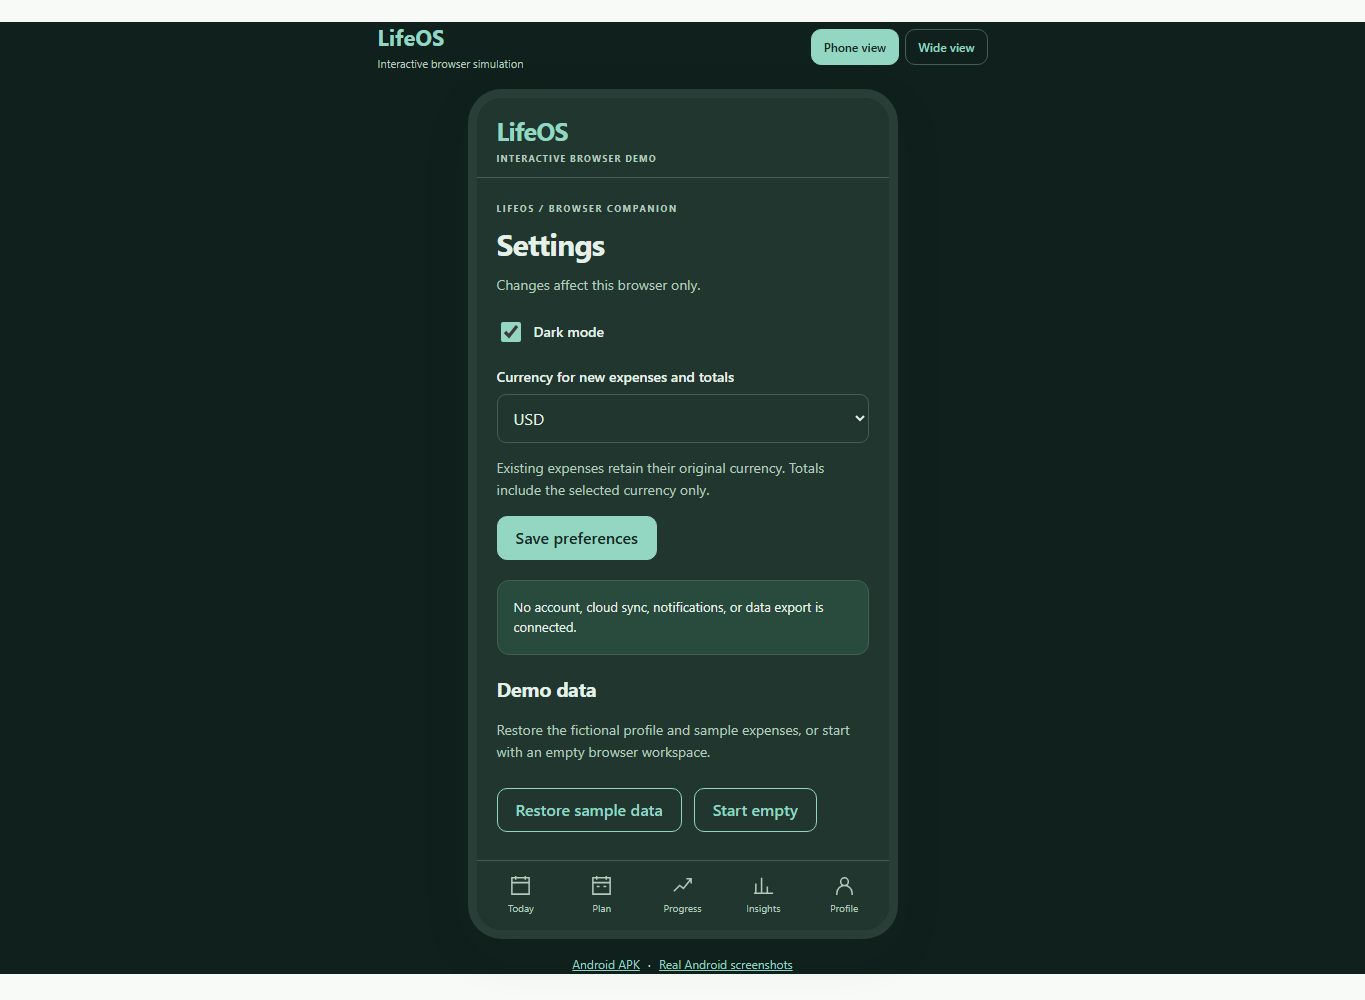 LifeOS
Interactive browser simulation
Phone view
Wide view
LifeOS
INTERACTIVE BROWSER DEMO
LIFEOS / BROWSER COMPANION
Settings
Changes affect this browser only.
Dark mode
Currency for new expenses and totals
USD
Existing expenses retain their original currency. Totals
include the selected currency only.
Save preferences
No account, cloud sync, notifications, or data export is
connected.
Demo data
Restore the fictional profile and sample expenses, or start
with an empty browser workspace.
Restore sample data
Start empty
Today
Plan
Progress
Insights
Profile
Android APK · Real Android screenshots